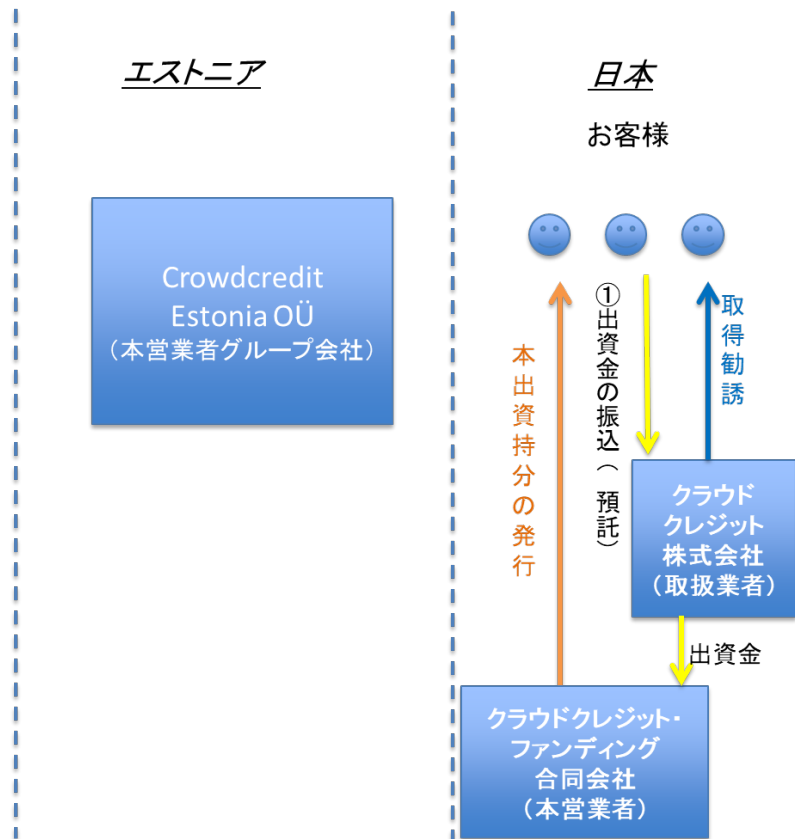 エストニア
日本
お客様
Crowdcredit
Estonia OÜ
（本営業者グループ会社）
本出資持分の発行
①出資金の振込（預託）
取得勧誘
クラウド
クレジット
株式会社
（取扱業者）
出資金
クラウドクレジット・
ファンディング
合同会社
（本営業者）